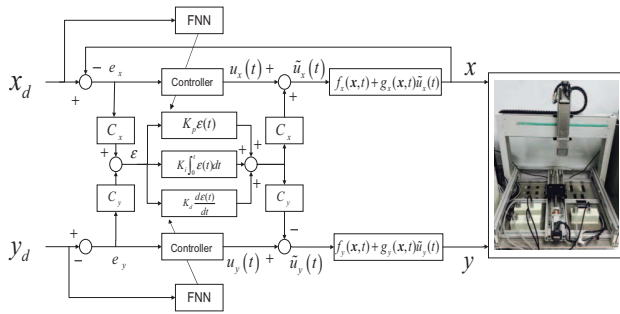 FNN
x_d
− e_x
+
Controller
u_x(t) +
ũ_x(t)
+
f_x(x,t)+g_x(x,t)ũ_x(t)
x
C_x
K_p ε(t)
C_x
+
ε
K_i∫_0^t ε(t)dt
+
+
+
+
C_y
K_d dε(t)/dt
C_y
−
y_d
+
−
e_y
Controller
u_y(t) +
ũ_y(t)
f_y(x,t)+g_y(x,t)ũ_y(t)
y
FNN